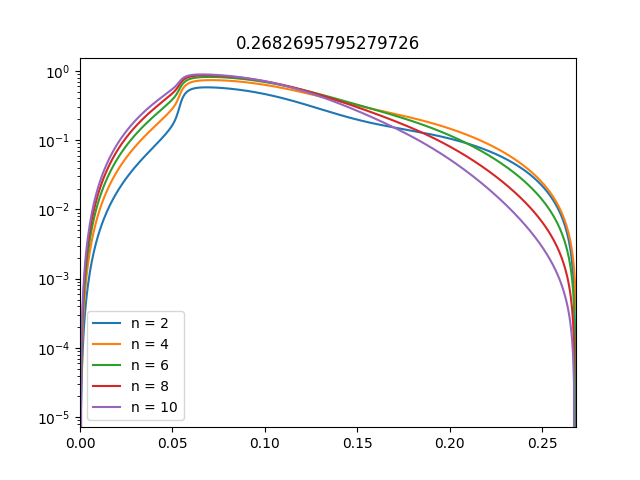 0.2682695795279726
10⁰
10⁻¹
10⁻²
10⁻³
10⁻⁴
10⁻⁵
n = 2
n = 4
n = 6
n = 8
n = 10
0.00 0.05 0.10 0.15 0.20 0.25